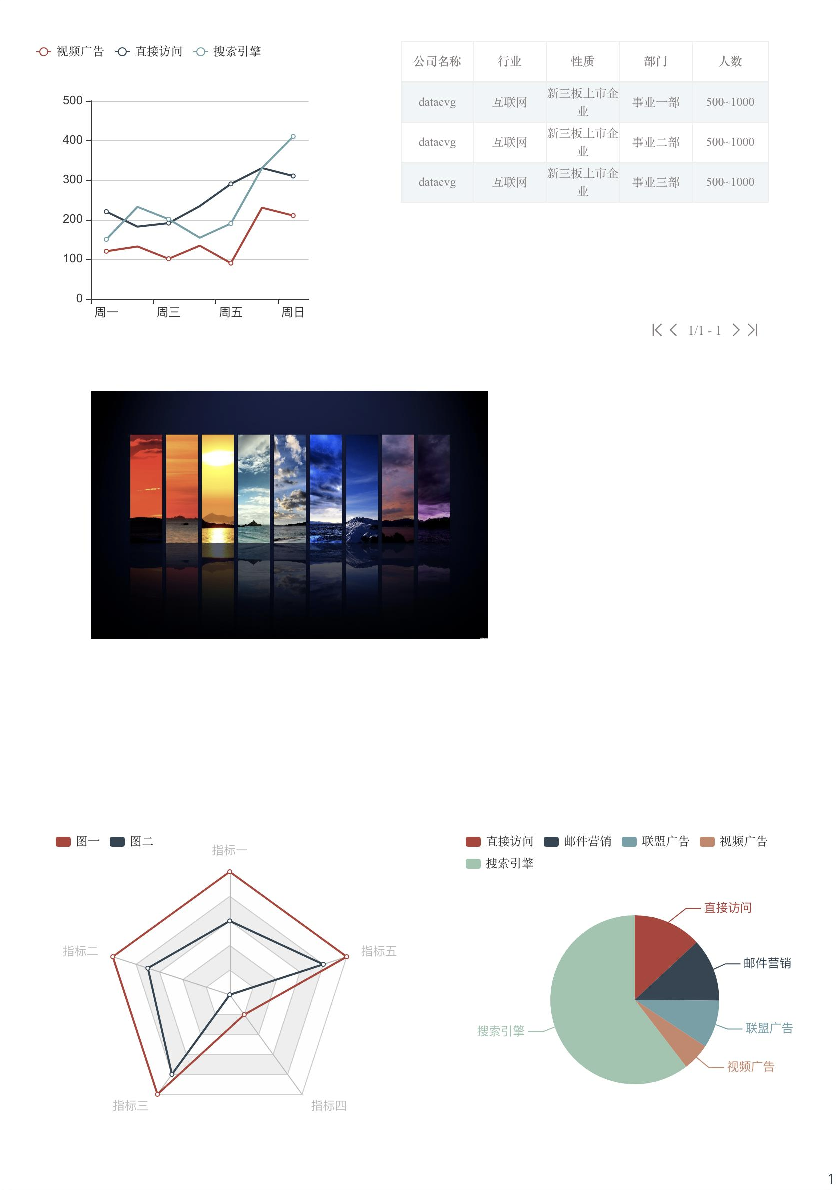 视频广告 直接访问 搜索引擎
500
400
300
200
100
0
周一 周三 周五 周日
公司名称 行业 性质 部门 人数
datacvg 互联网 新三板上市企业 事业一部 500~1000
datacvg 互联网 新三板上市企业 事业二部 500~1000
datacvg 互联网 新三板上市企业 事业三部 500~1000
1/1 - 1
图一 图二
指标一
指标二 指标五
指标三 指标四
直接访问 邮件营销 联盟广告 视频广告
搜索引擎
直接访问
邮件营销
搜索引擎 联盟广告
视频广告
1